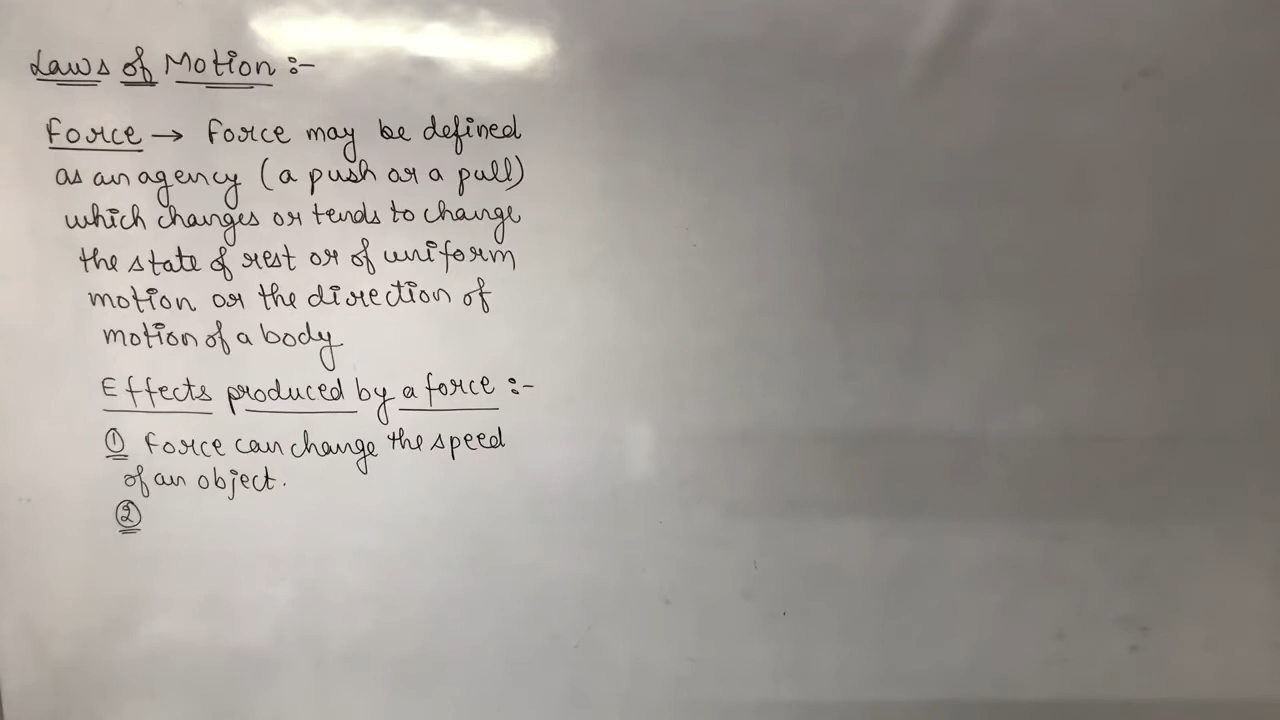 Laws of Motion :-
Force → Force may be defined
as an agency (a push or a pull)
which changes or tends to change
the state of rest or of uniform
motion or the direction of
motion of a body
Effects produced by a force :-
① Force can change the speed
of an object.
②